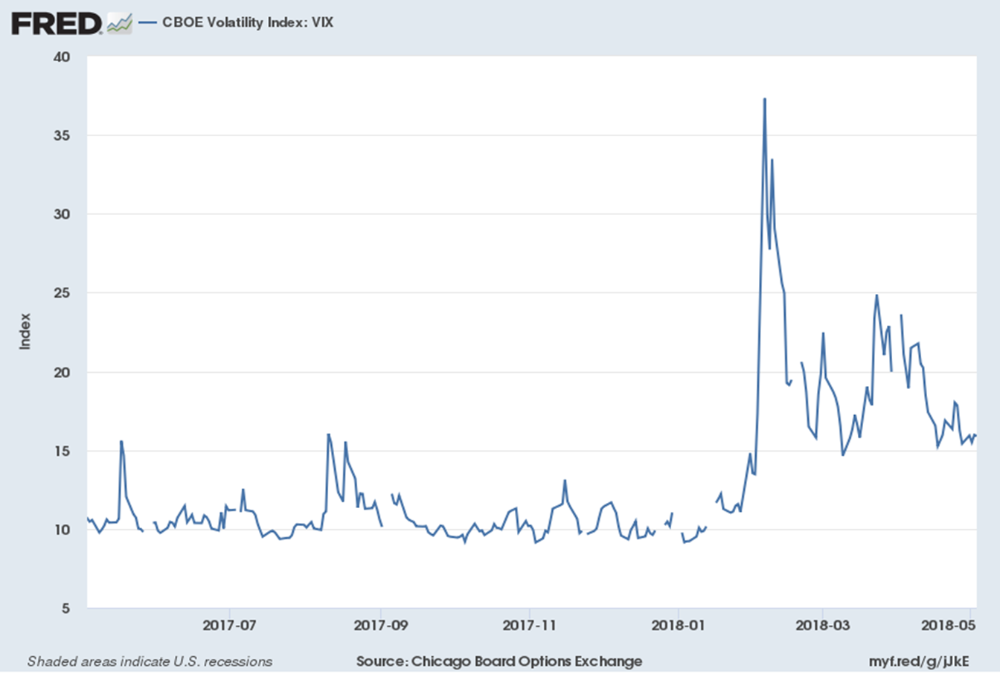 FRED CBOE Volatility Index: VIX
40
35
30
25
20
15
10
5
Index
2017-07 2017-09 2017-11 2018-01 2018-03 2018-05
Shaded areas indicate U.S. recessions Source: Chicago Board Options Exchange myf.red/g/jJkE